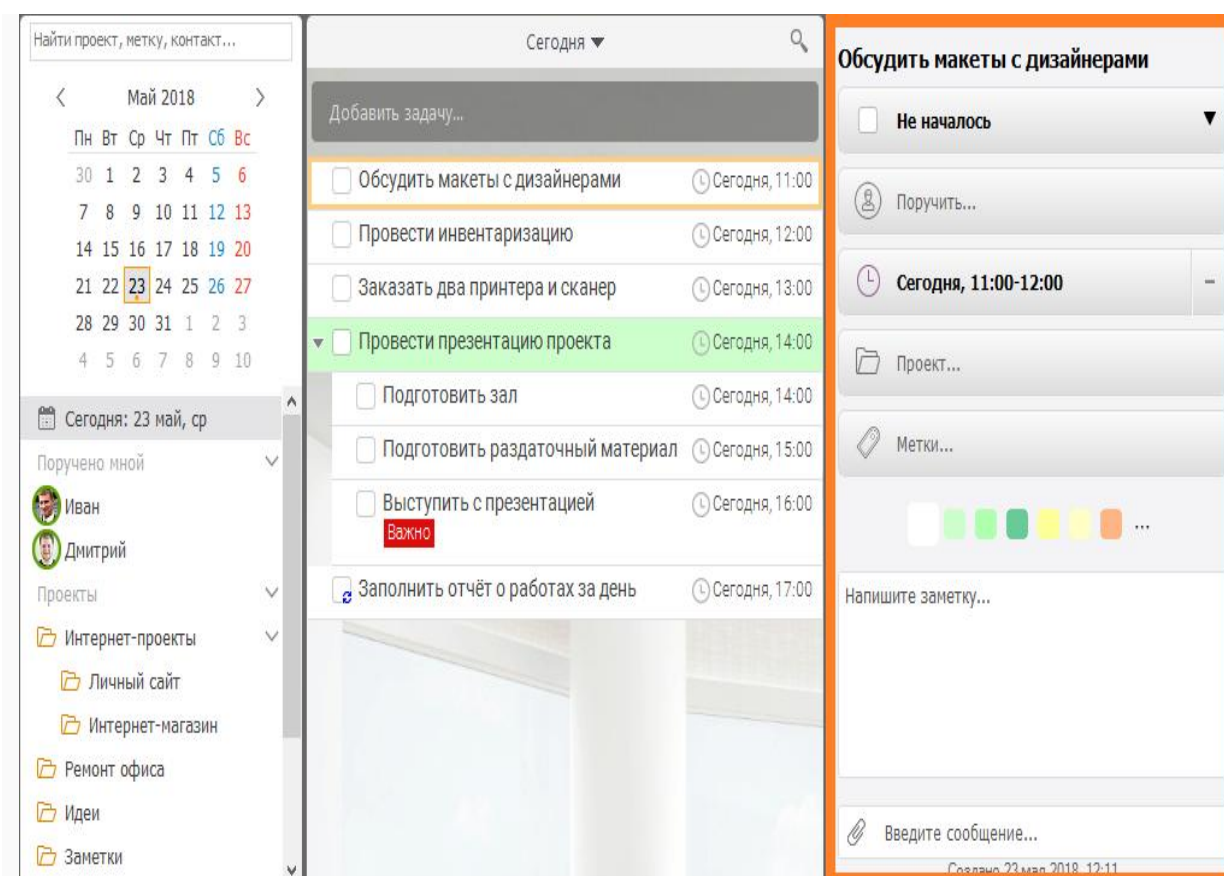 Найти проект, метку, контакт...
Май 2018
Пн Вт Ср Чт Пт Сб Вс
30 1 2 3 4 5 6
7 8 9 10 11 12 13
14 15 16 17 18 19 20
21 22 23 24 25 26 27
28 29 30 31 1 2 3
4 5 6 7 8 9 10
Сегодня: 23 май, ср
Поручено мной
Иван
Дмитрий
Проекты
Интернет-проекты
Личный сайт
Интернет-магазин
Ремонт офиса
Идеи
Заметки
Сегодня
Добавить задачу...
Обсудить макеты с дизайнерами Сегодня, 11:00
Провести инвентаризацию Сегодня, 12:00
Заказать два принтера и сканер Сегодня, 13:00
Провести презентацию проекта Сегодня, 14:00
Подготовить зал Сегодня, 14:00
Подготовить раздаточный материал Сегодня, 15:00
Выступить с презентацией Сегодня, 16:00
Важно
Заполнить отчёт о работах за день Сегодня, 17:00
Обсудить макеты с дизайнерами
Не началось
Поручить...
Сегодня, 11:00-12:00
Проект...
Метки...
...
Напишите заметку...
Введите сообщение...
Создано 23 мая 2018, 12:11